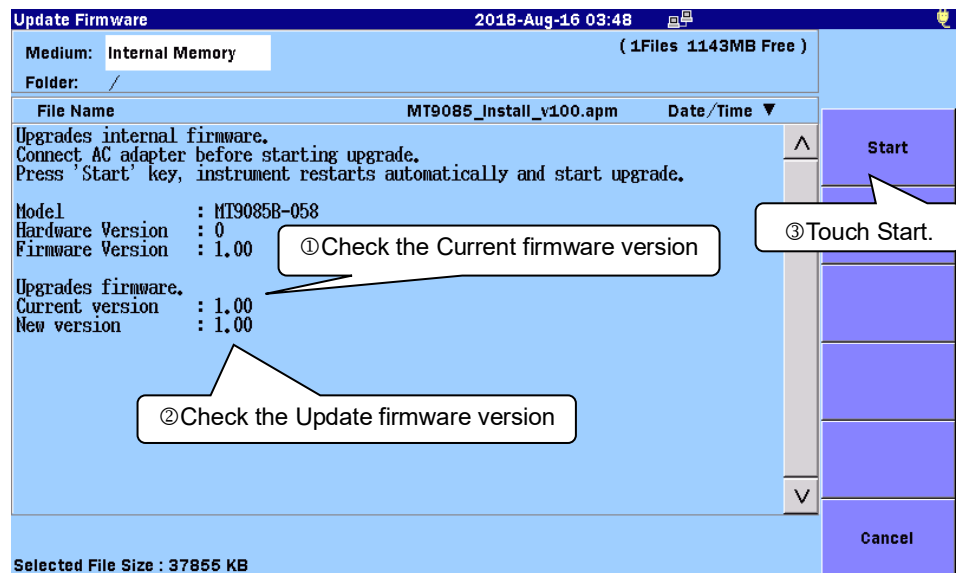 Update Firmware 2018-Aug-16 03:48
Medium: Internal Memory ( 1Files 1143MB Free )
Folder: /
File Name MT9085_Install_v100.apm Date/Time ▼
Upgrades internal firmware.
Connect AC adapter before starting upgrade.
Press 'Start' key, instrument restarts automatically and start upgrade.
Start
Model : MT9085B-058
Hardware Version : 0
Firmware Version : 1.00
①Check the Current firmware version
③Touch Start.
Upgrades firmware.
Current version : 1.00
New version : 1.00
②Check the Update firmware version
Cancel
Selected File Size : 37855 KB